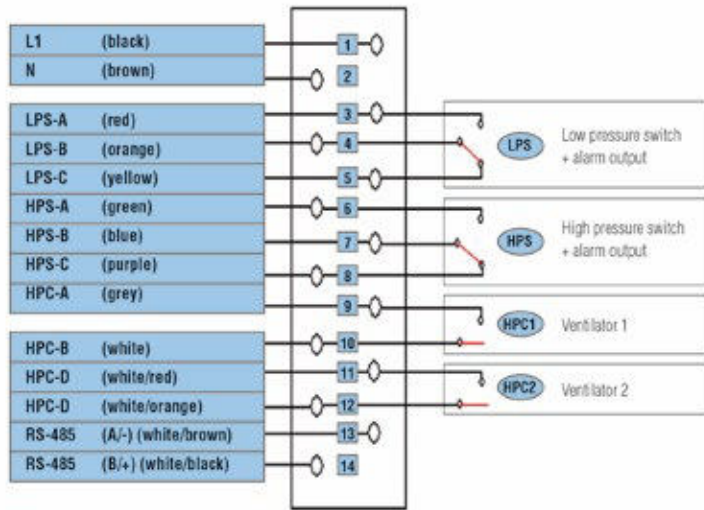 L1 (black) 1
N (brown) 2
LPS-A (red) 3
LPS-B (orange) 4
LPS-C (yellow) 5
HPS-A (green) 6
HPS-B (blue) 7
HPS-C (purple) 8
HPC-A (grey) 9
HPC-B (white) 10
HPC-D (white/red) 11
HPC-D (white/orange) 12
RS-485 (A/-) (white/brown) 13
RS-485 (B/+) (white/black) 14
LPS Low pressure switch
+ alarm output
HPS High pressure switch
+ alarm output
HPC1 Ventilator 1
HPC2 Ventilator 2